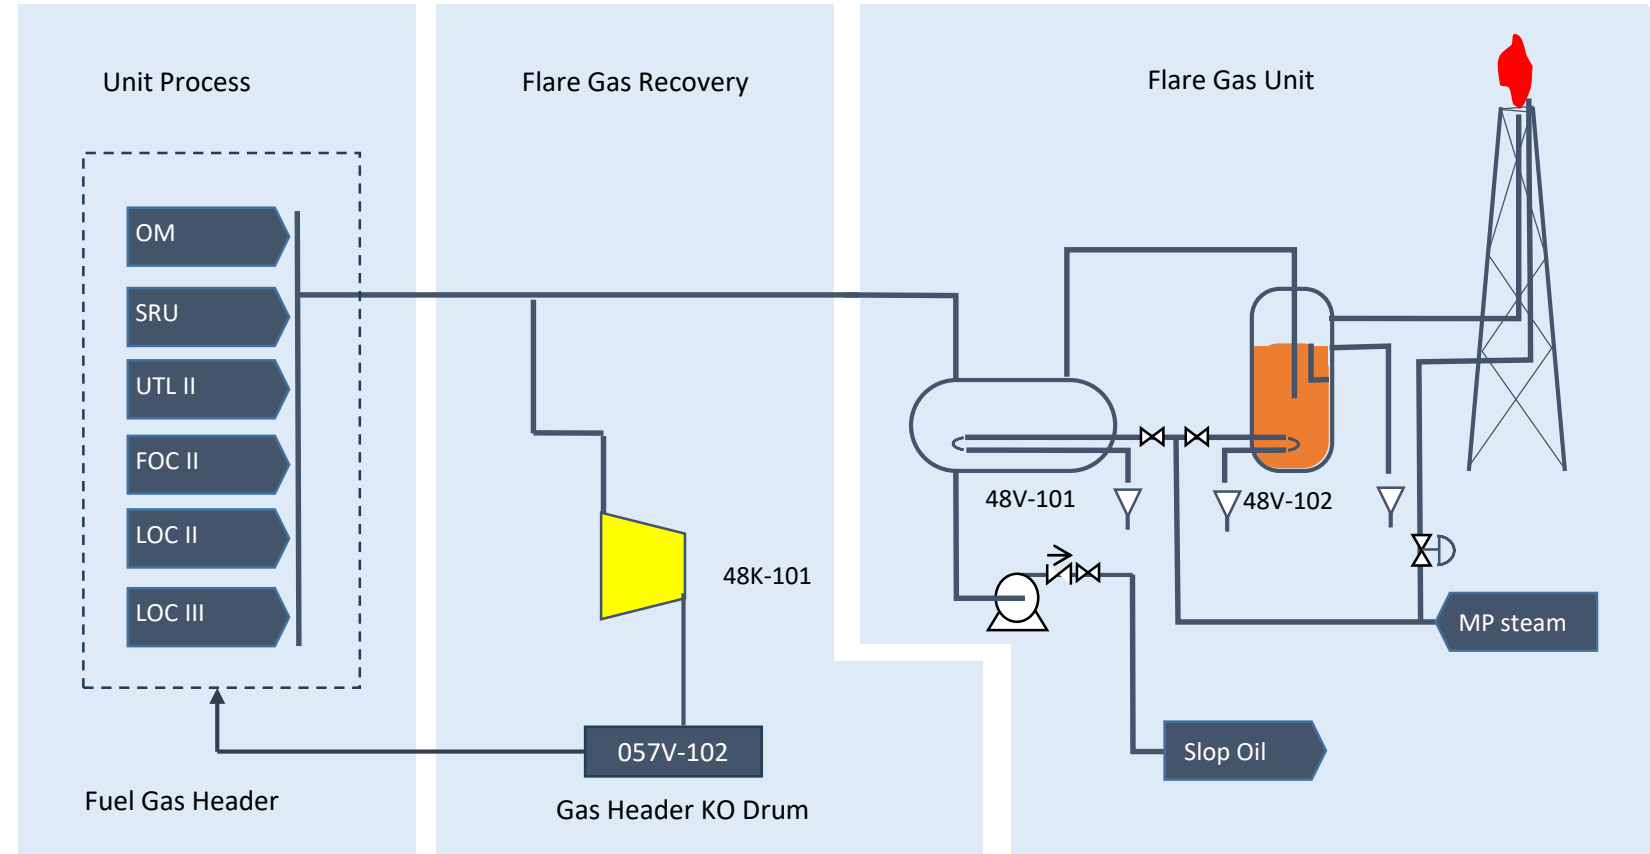 Unit Process
Flare Gas Recovery
Flare Gas Unit
OM
SRU
UTL II
FOC II
LOC II
LOC III
48K-101
48V-101
48V-102
MP steam
057V-102
Slop Oil
Fuel Gas Header
Gas Header KO Drum